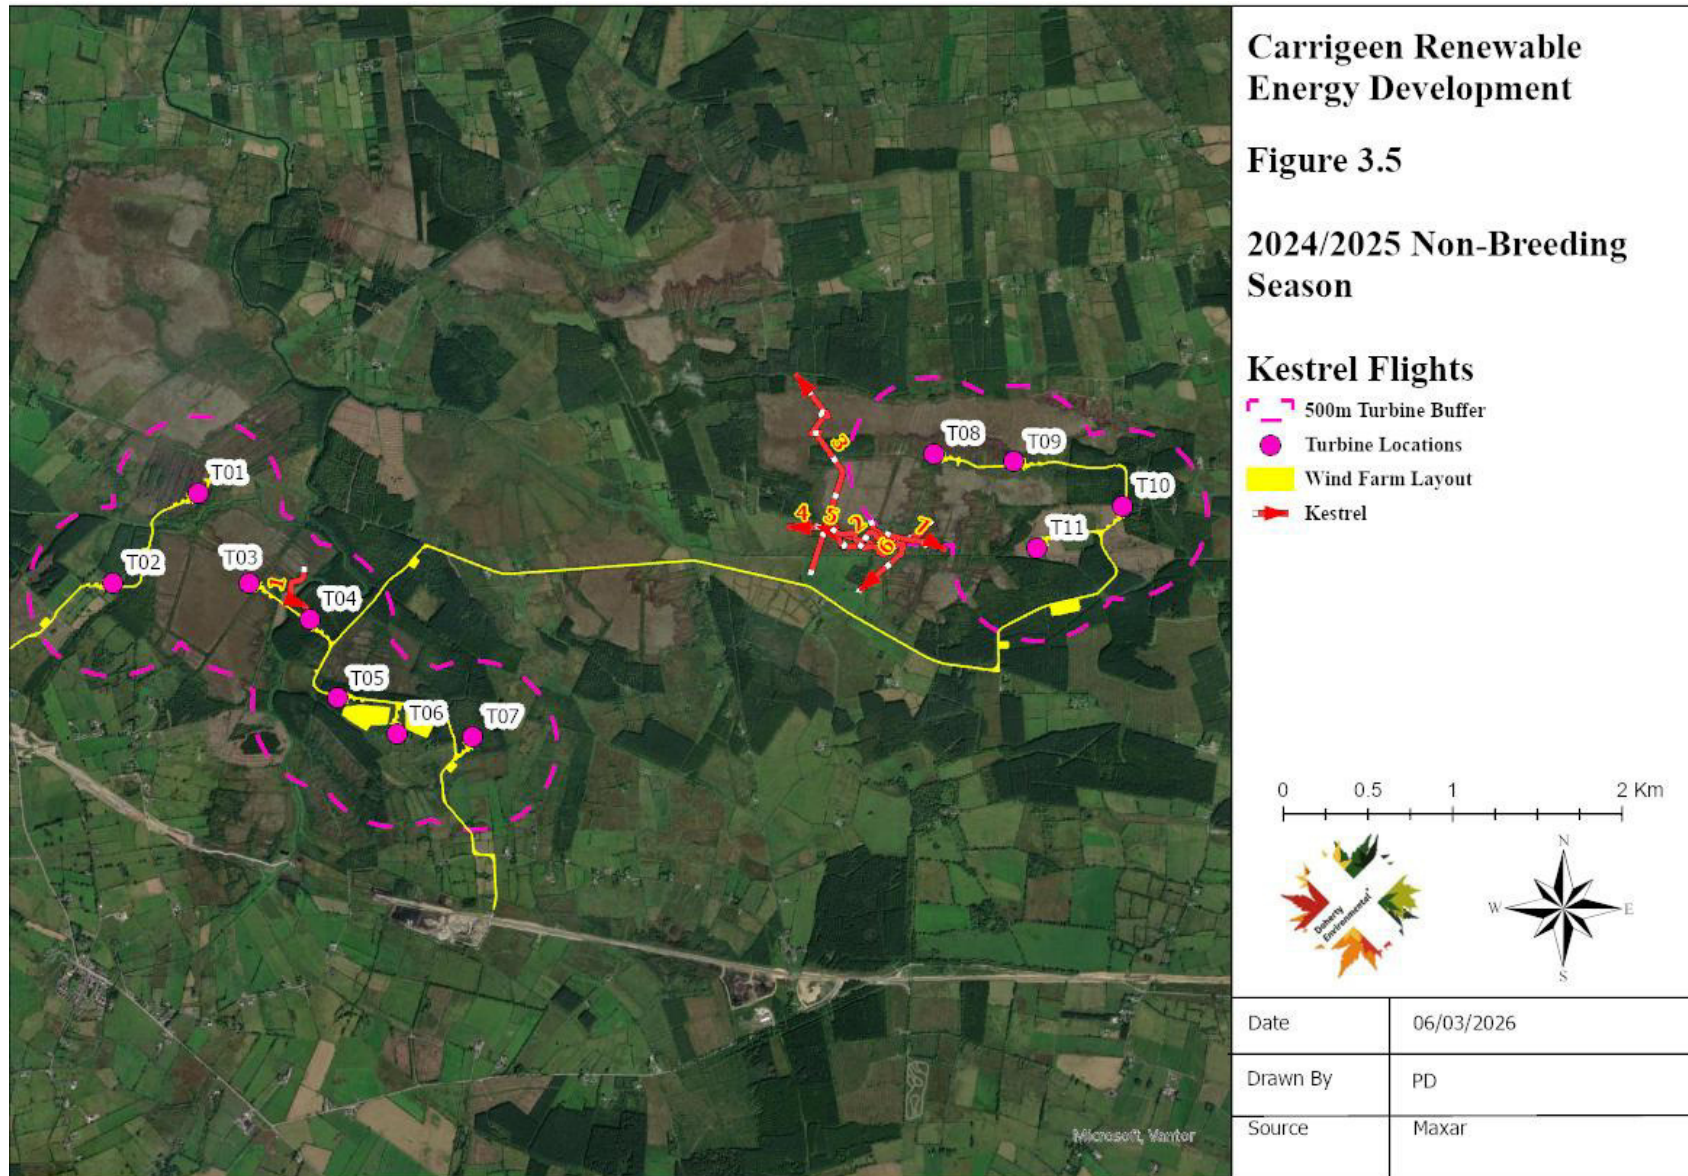 Carrigeen Renewable
Energy Development
Figure 3.5
2024/2025 Non-Breeding
Season
Kestrel Flights
500m Turbine Buffer
Turbine Locations
Wind Farm Layout
Kestrel
0 0.5 1 2 Km
Doherty
Environmental
N
W E
S
Date 06/03/2026
Drawn By PD
Source Maxar
T08
T09
T01
T10
3
4 5 2 7
6
T11
T02
T03
1
T04
T05
T06
T07
Microsoft, Vantor